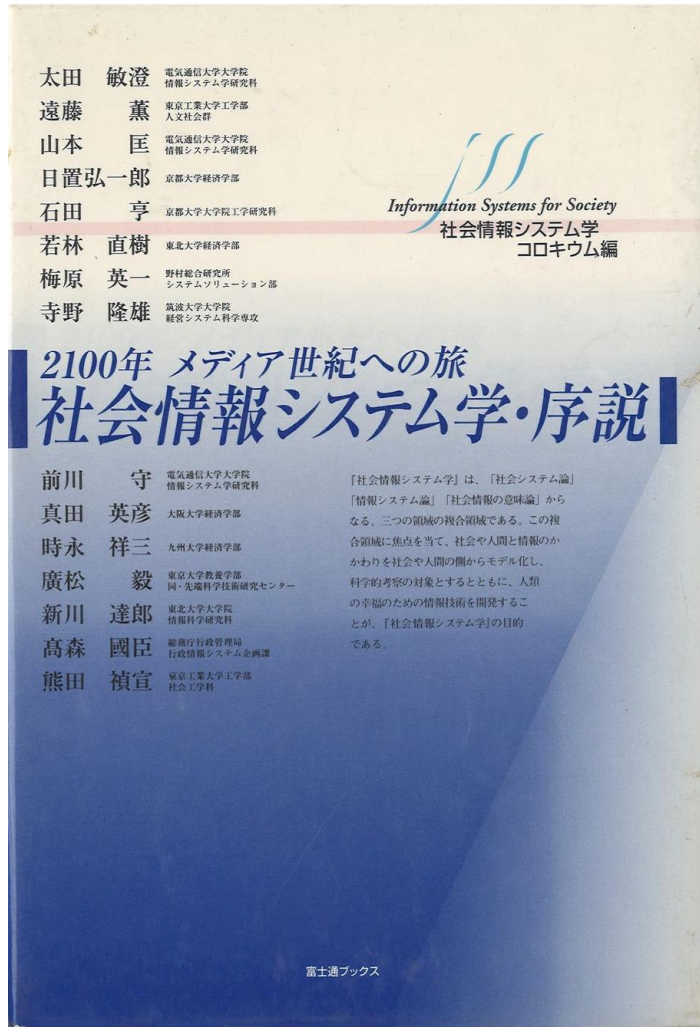 太田 敏澄 電気通信大学大学院
情報システム学研究科
遠藤 薫 東京工業大学工学部
人文社会群
山本 匡 電気通信大学大学院
情報システム学研究科
日置弘一郎 京都大学経済学部
石田 亨 京都大学大学院工学研究科
若林 直樹 東北大学経済学部
梅原 英一 野村総合研究所
システムソリューション部
寺野 隆雄 筑波大学大学院
経営システム科学専攻
jss
Information Systems for Society
社会情報システム学
コロキウム編
2100年 メディア世紀への旅
社会情報システム学・序説
前川 守 電気通信大学大学院
情報システム学研究科
真田 英彦 大阪大学経済学部
時永 祥三 九州大学経済学部
廣松 毅 東京大学教養学部
同・先端科学技術研究センター
新川 達郎 東北大学大学院
情報科学研究科
髙森 國臣 総務庁行政管理局
行政情報システム企画課
熊田 禎宣 東京工業大学工学部
社会工学科
『社会情報システム学』は、「社会システム論」
「情報システム論」「社会情報の意味論」から
なる、三つの領域の複合領域である。この複
合領域に焦点を当て、社会や人間と情報のか
かわりを社会や人間の側からモデル化し、
科学的考察の対象とするとともに、人類
の幸福のための情報技術を開発するこ
とが、『社会情報システム学』の目的
である。
富士通ブックス